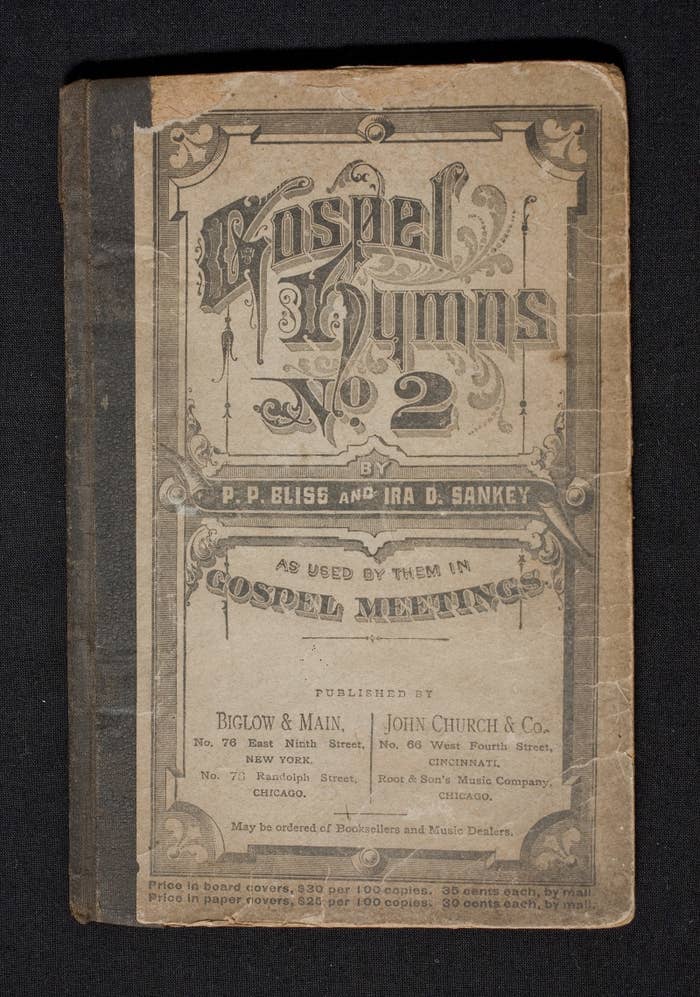 Gospel
Hymns
No. 2
BY
P. P. BLISS AND IRA D. SANKEY
AS USED BY THEM IN
GOSPEL MEETINGS.
PUBLISHED BY
BIGLOW & MAIN,
No. 76 East Ninth Street,
NEW YORK.
No. 73 Randolph Street,
CHICAGO.
JOHN CHURCH & Co.
No. 66 West Fourth Street,
CINCINNATI.
Root & Son's Music Company,
CHICAGO.
May be ordered of Booksellers and Music Dealers.
Price in board covers, $30 per 100 copies. 35 cents each, by mail.
Price in paper covers, $25 per 100 copies. 30 cents each, by mail.